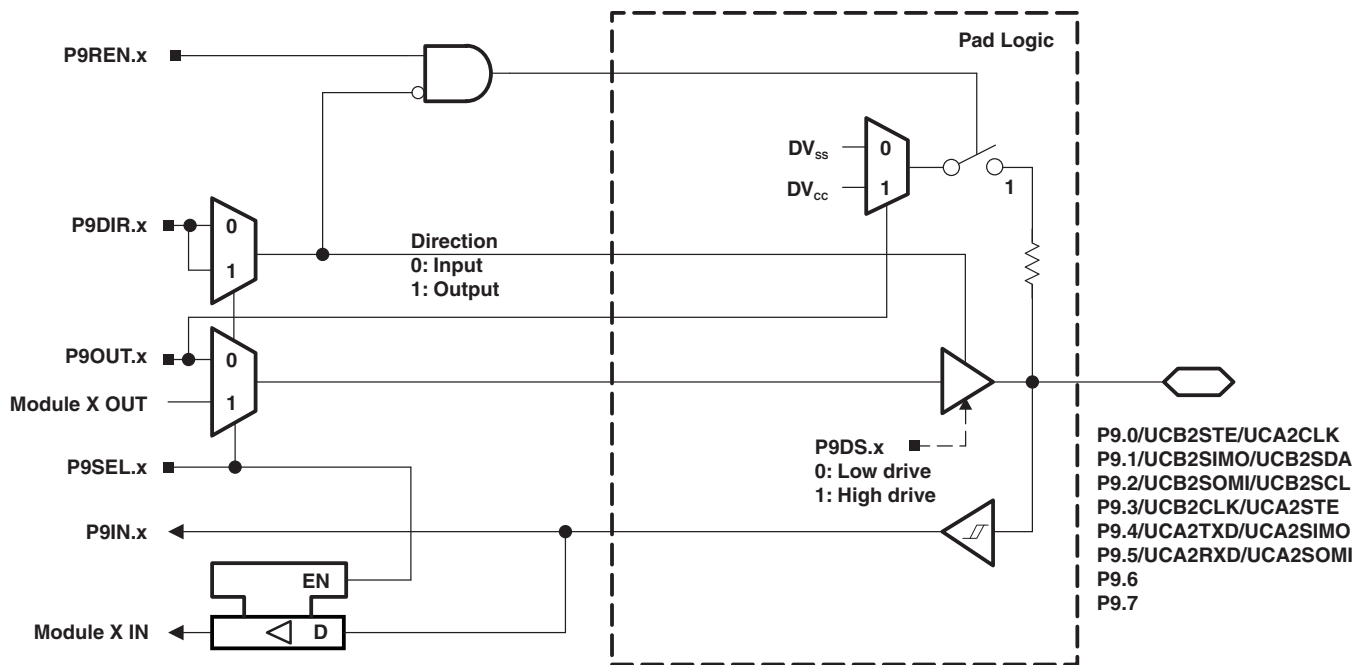 Pad Logic
P9REN.x
DVSS
0
DVCC
1
1
P9DIR.x
0
1
Direction
0: Input
1: Output
P9OUT.x
0
Module X OUT
1
P9SEL.x
P9DS.x
0: Low drive
1: High drive
P9IN.x
EN
Module X IN
D
P9.0/UCB2STE/UCA2CLK
P9.1/UCB2SIMO/UCB2SDA
P9.2/UCB2SOMI/UCB2SCL
P9.3/UCB2CLK/UCA2STE
P9.4/UCA2TXD/UCA2SIMO
P9.5/UCA2RXD/UCA2SOMI
P9.6
P9.7